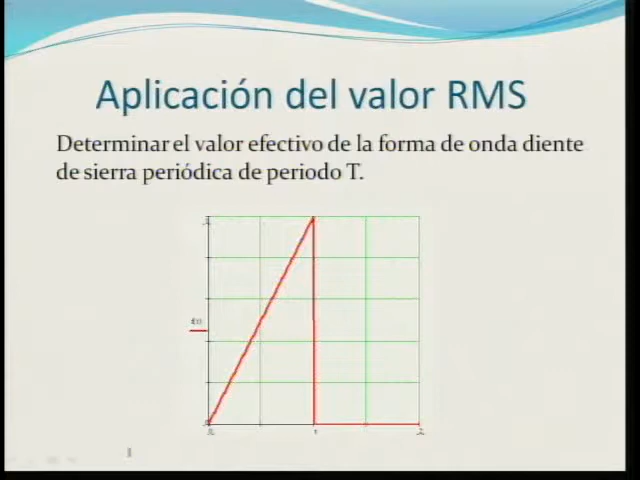 Aplicación del valor RMS
Determinar el valor efectivo de la forma de onda diente
de sierra periódica de periodo T.